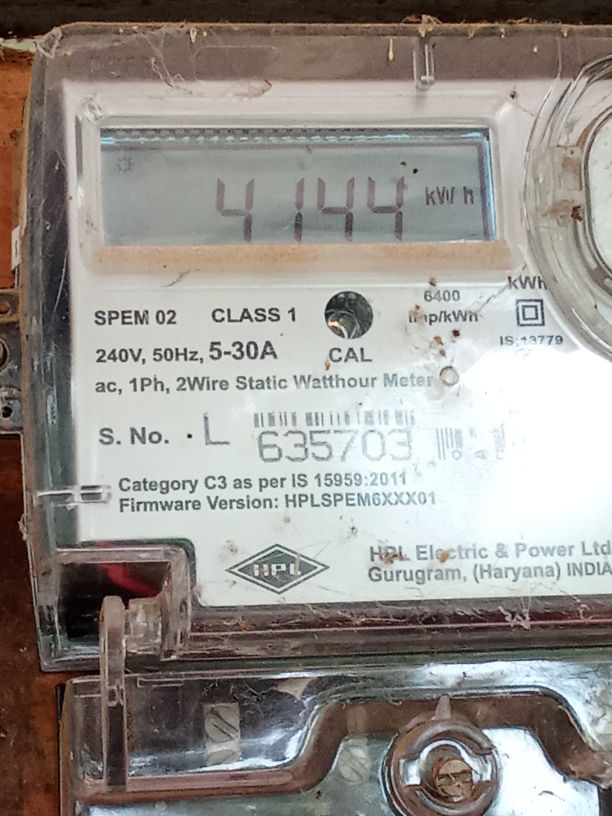 4144 kW h
SPEM 02 CLASS 1
6400
imp/kWh
kWh
IS 13779
240V, 50Hz, 5-30A
CAL
ac, 1Ph, 2Wire Static Watthour Meter
S. No. L 635703
Category C3 as per IS 15959:2011
Firmware Version: HPLSPEM6XXX01
HPL
HPL Electric & Power Ltd
Gurugram, (Haryana) INDIA